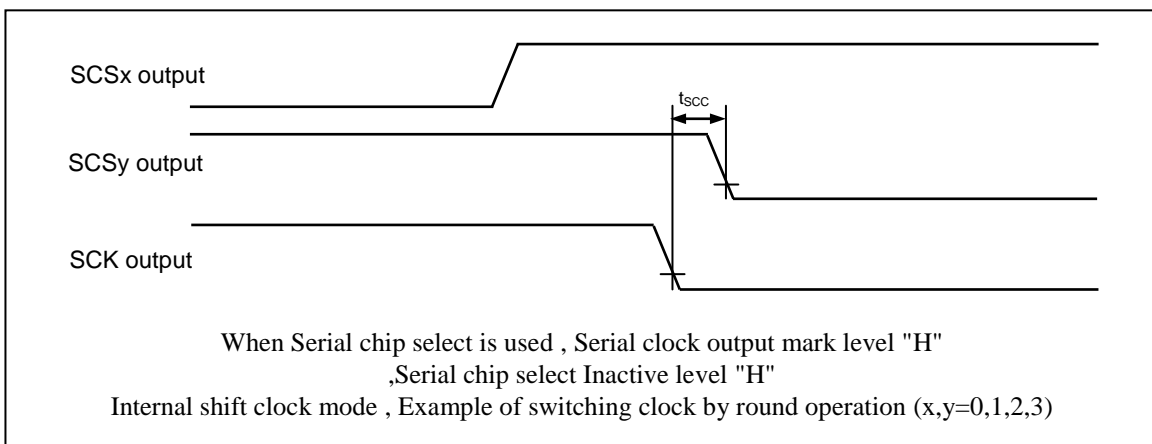 SCSx output
tSCC
SCSy output
SCK output
When Serial chip select is used , Serial clock output mark level "H"
,Serial chip select Inactive level "H"
Internal shift clock mode , Example of switching clock by round operation (x,y=0,1,2,3)